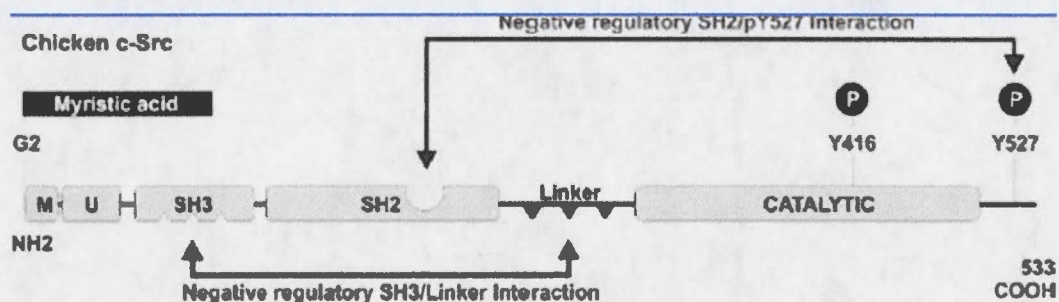 Negative regulatory SH2/pY527 Interaction
Chicken c-Src
Myristic acid
P
P
G2
Y416
Y527
M
U
SH3
SH2
Linker
CATALYTIC
NH2
533
Negative regulatory SH3/Linker Interaction
COOH